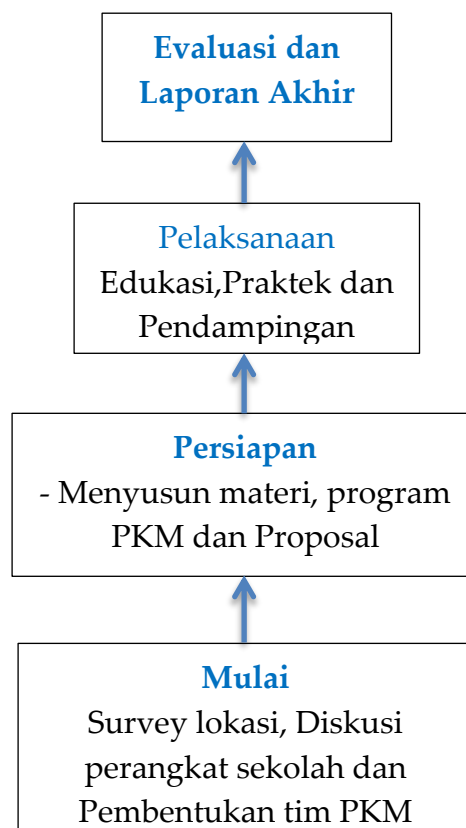 Evaluasi dan
Laporan Akhir
Pelaksanaan
Edukasi,Praktek dan
Pendampingan
Persiapan
- Menyusun materi, program
PKM dan Proposal
Mulai
Survey lokasi, Diskusi
perangkat sekolah dan
Pembentukan tim PKM